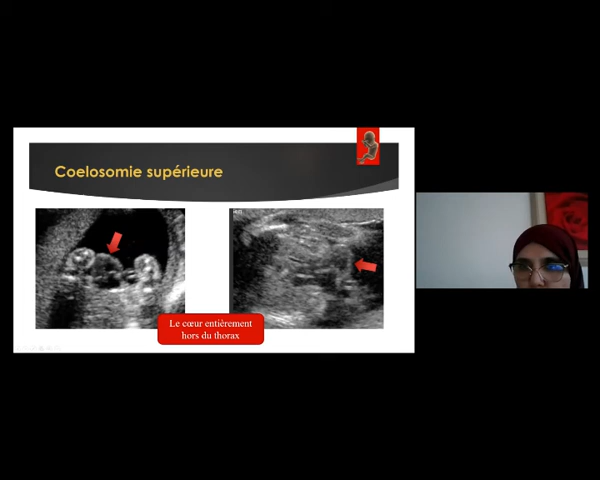 Coelosomie supérieure
Le cœur entièrement
hors du thorax